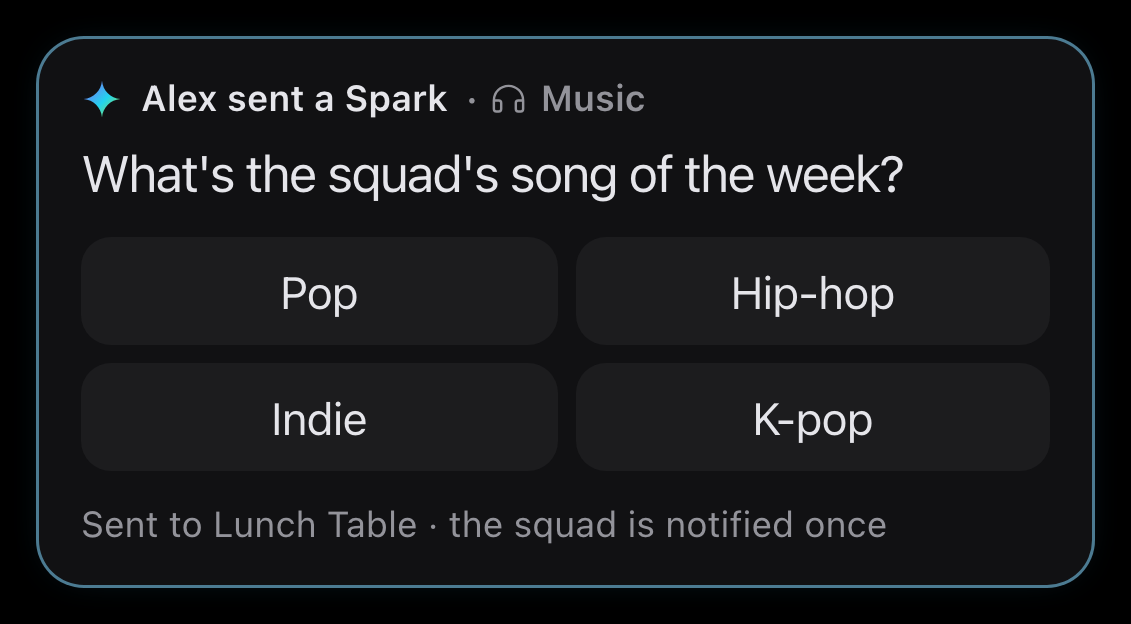 Alex sent a Spark · Music
What's the squad's song of the week?
Pop
Hip-hop
Indie
K-pop
Sent to Lunch Table · the squad is notified once